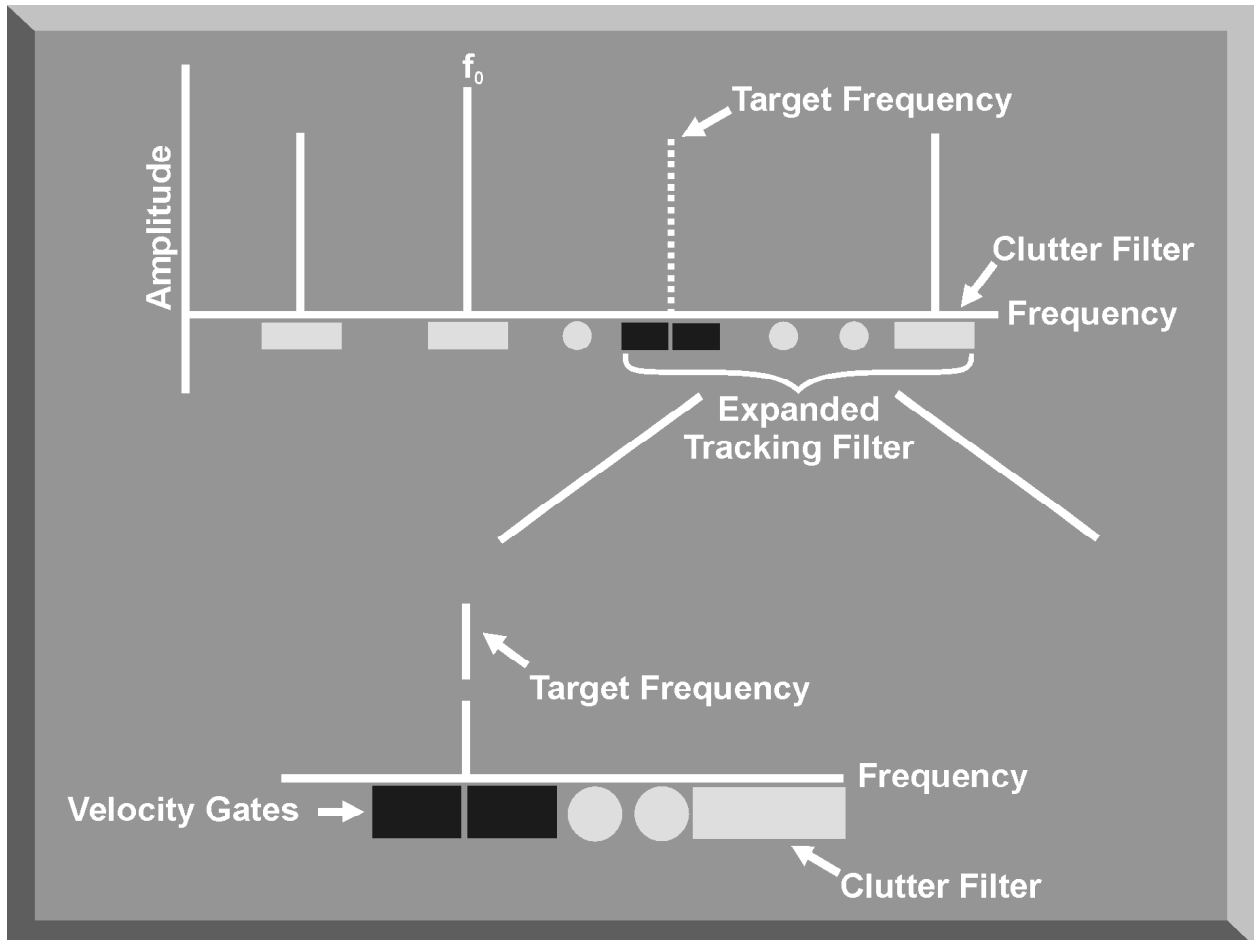 f₀
Target Frequency
Amplitude
Clutter Filter
Frequency
Expanded
Tracking Filter
Target Frequency
Frequency
Velocity Gates
Clutter Filter